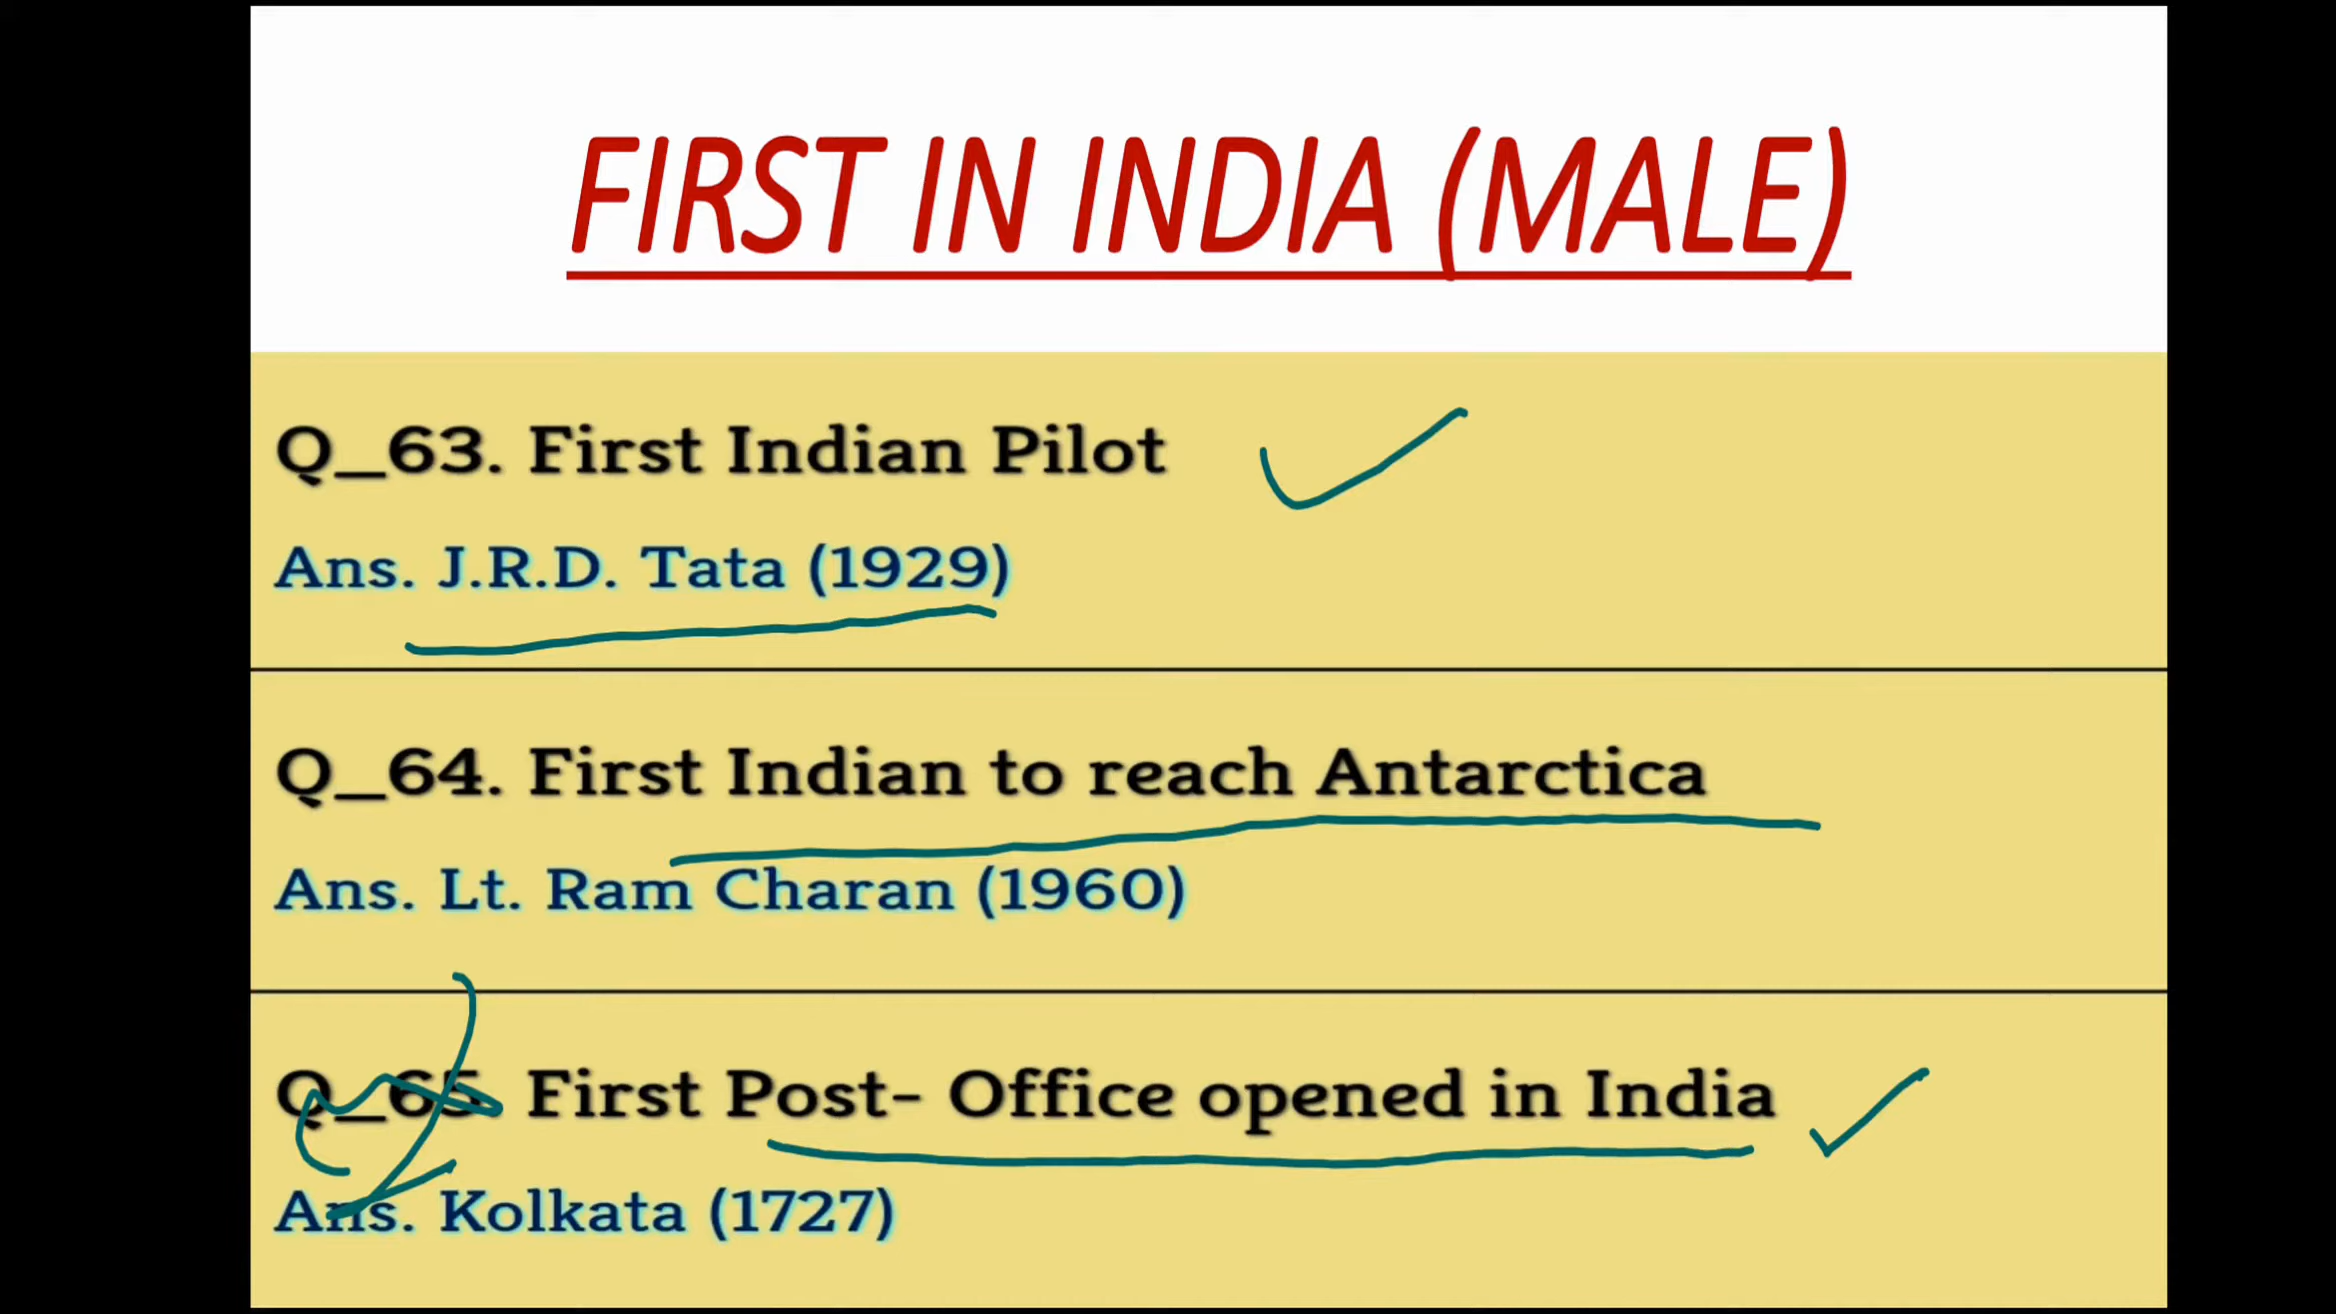 FIRST IN INDIA (MALE)
Q_63. First Indian Pilot
Ans. J.R.D. Tata (1929)
Q_64. First Indian to reach Antarctica
Ans. Lt. Ram Charan (1960)
Q_65. First Post- Office opened in India
Ans. Kolkata (1727)